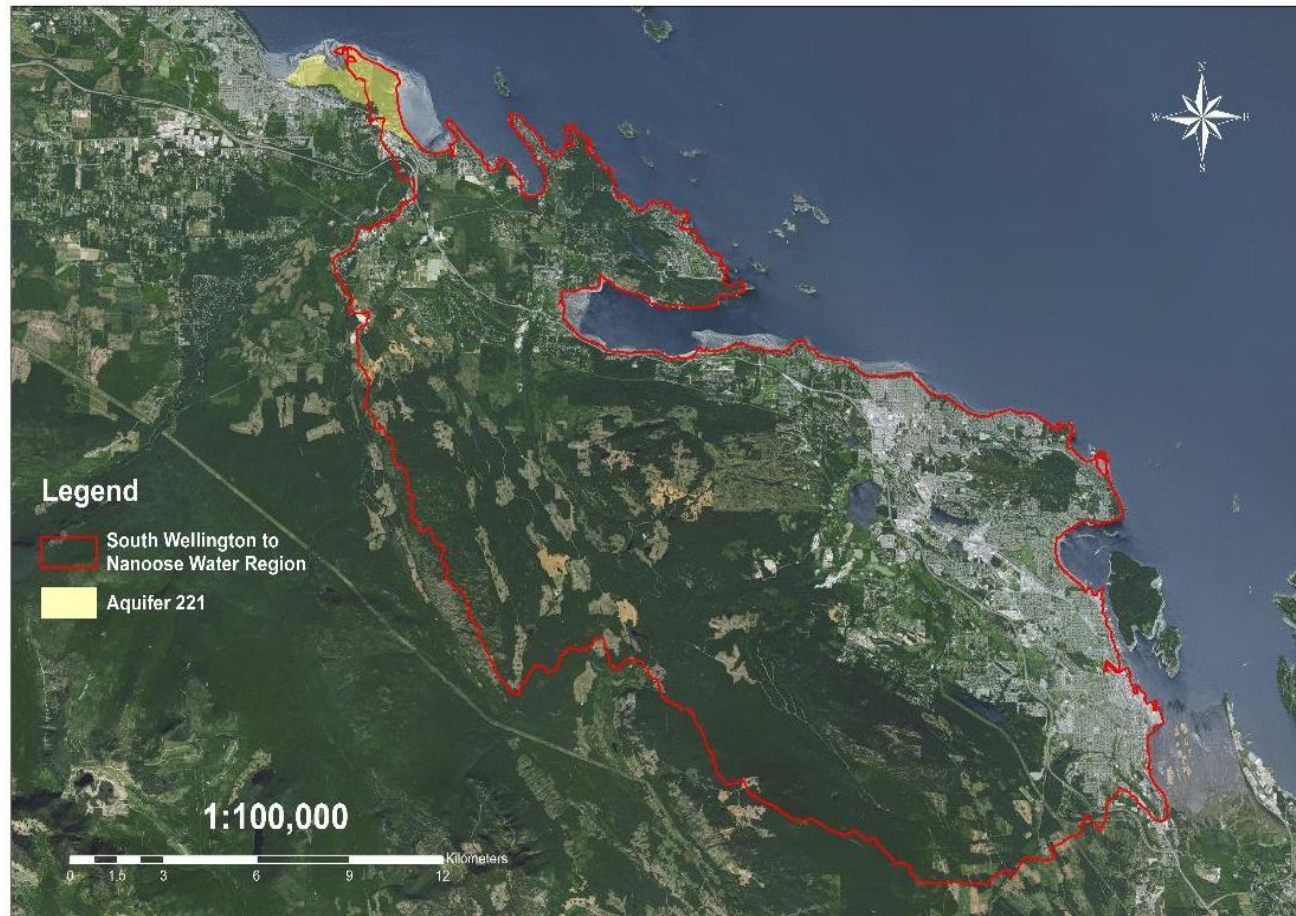 N
W
E
S
Legend
South Wellington to
Nanoose Water Region
Aquifer 221
1:100,000
Kilometers
0 1.5 3 6 9 12